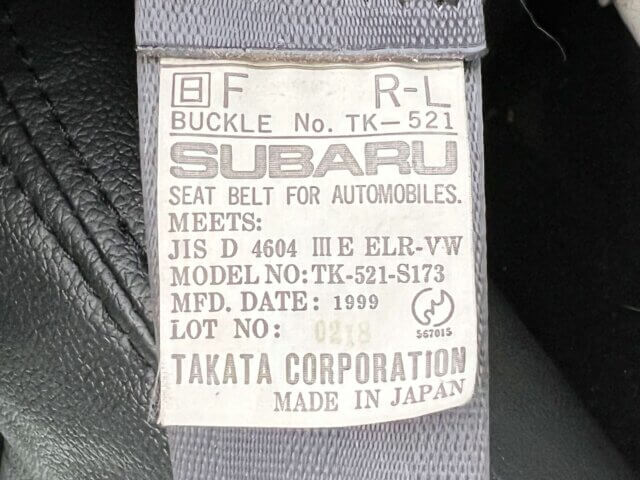 日 F R-L
BUCKLE No. TK-521
SUBARU
SEAT BELT FOR AUTOMOBILES.
MEETS:
JIS D 4604 III E ELR-VW
MODEL NO: TK-521-S173
MFD. DATE: 1999
LOT NO: 0218
567015
TAKATA CORPORATION
MADE IN JAPAN